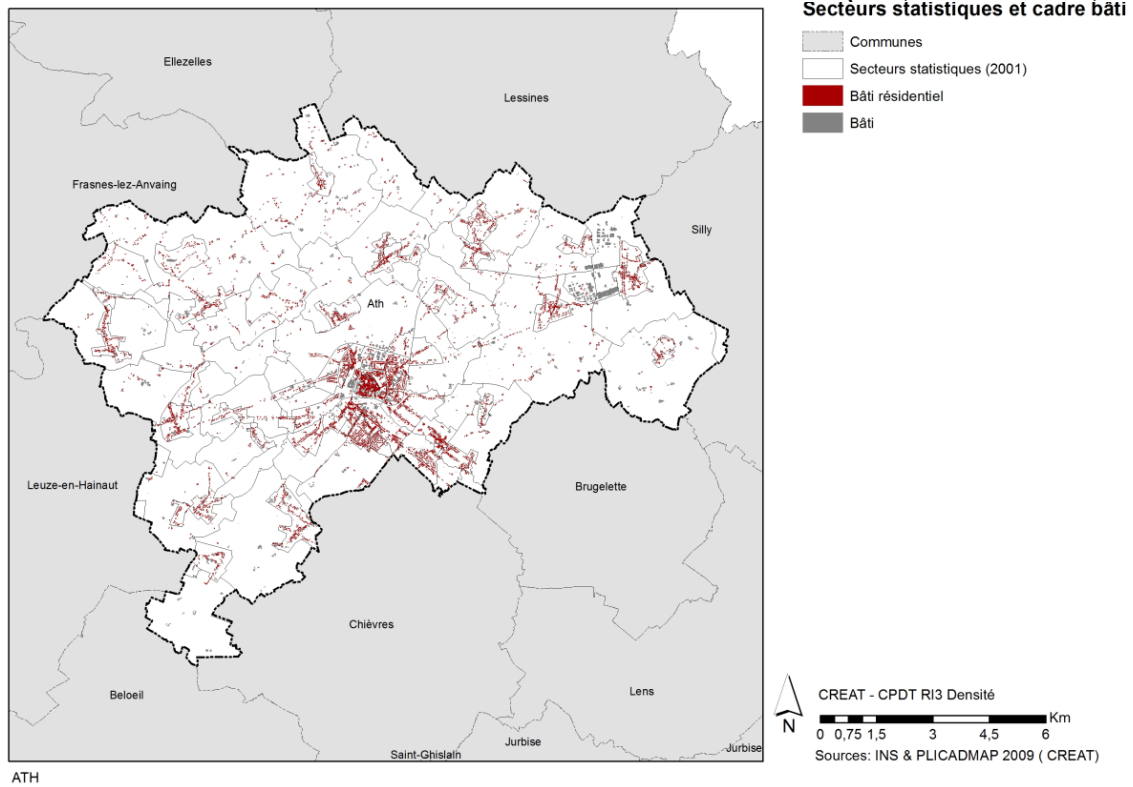 Secteurs statistiques et cadre bâti
Communes
Secteurs statistiques (2001)
Bâti résidentiel
Bâti
Ellezelles
Lessines
Frasnes-lez-Anvaing
Silly
Ath
Leuze-en-Hainaut
Brugelette
Chièvres
Beloeil
Lens
Jurbise
Saint-Ghislain
Jurbise
N
CREAT - CPDT RI3 Densité
Km
0 0,75 1,5 3 4,5 6
Sources: INS & PLICADMAP 2009 ( CREAT)
ATH